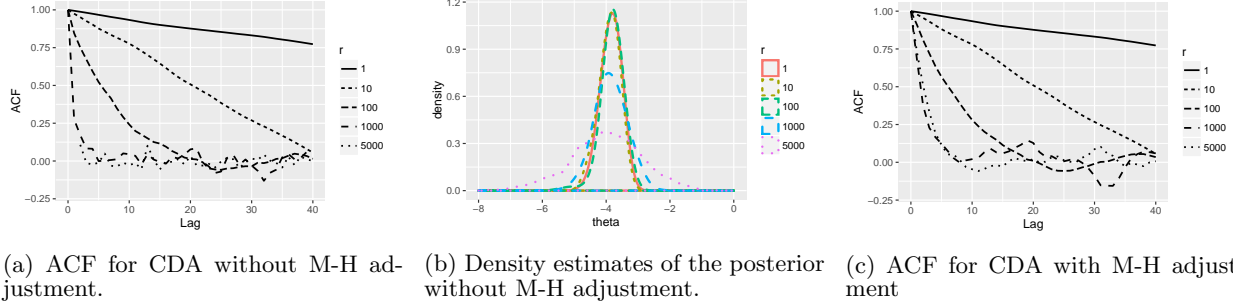 1.00
0.75
0.50
0.25
0.00
−0.25
ACF
0 10 20 30 40
Lag
r
1
10
100
1000
5000
(a) ACF for CDA without M-H ad-
justment.
1.2
0.9
0.6
0.3
0.0
density
−8 −6 −4 −2 0
theta
r
1
10
100
1000
5000
(b) Density estimates of the posterior
without M-H adjustment.
1.00
0.75
0.50
0.25
0.00
−0.25
ACF
0 10 20 30 40
Lag
r
1
10
100
1000
5000
(c) ACF for CDA with M-H adjust
ment